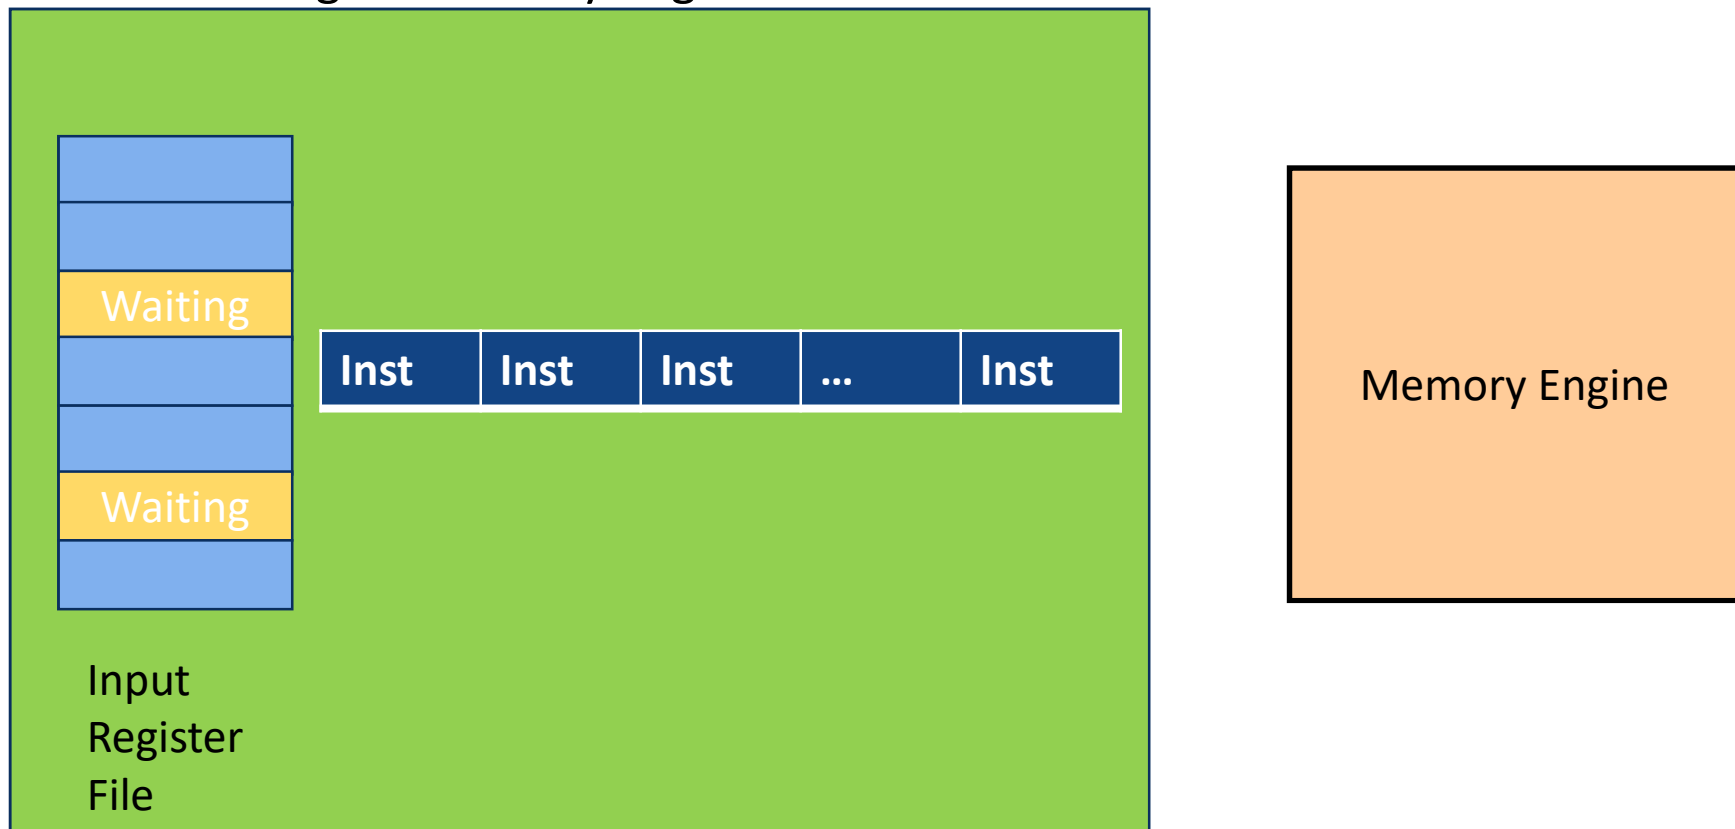 Waiting
Inst Inst Inst ... Inst
Memory Engine
Waiting
Input
Register
File